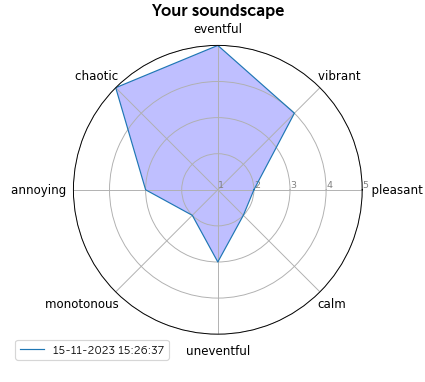 Your soundscape
eventful
chaotic
vibrant
annoying
1 2 3 4 5
pleasant
monotonous
calm
uneventful
15-11-2023 15:26:37